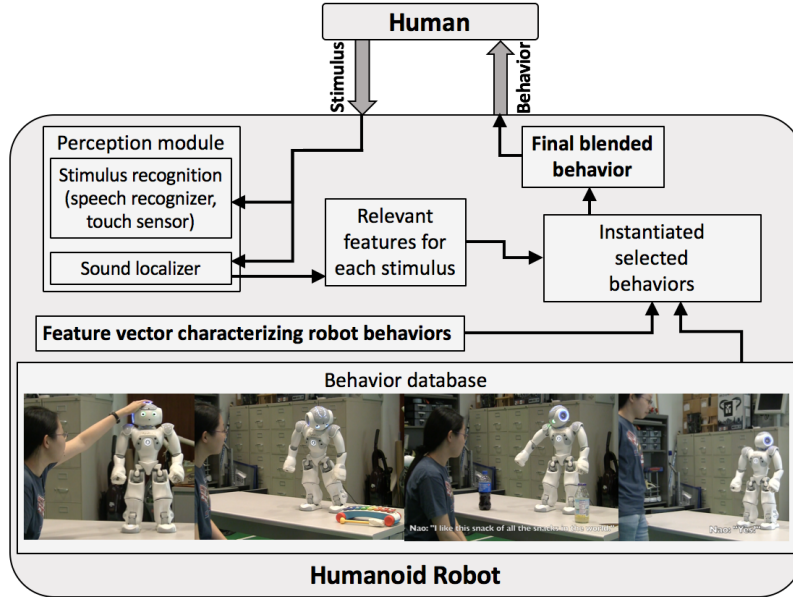 Human
Stimulus
Behavior
Perception module
Stimulus recognition
(speech recognizer,
touch sensor)
Sound localizer
Relevant
features for
each stimulus
Final blended
behavior
Instantiated
selected
behaviors
Feature vector characterizing robot behaviors
Behavior database
Nao: "I like this snack of all the snacks in the world."
Nao: "Yes."
Humanoid Robot